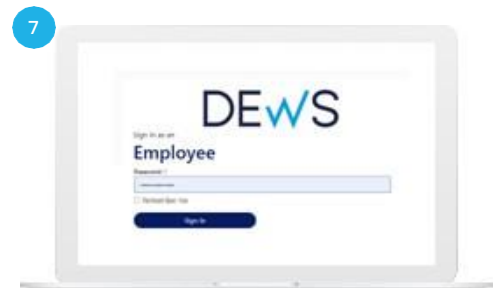 7
DEWS
Sign in as an
Employee
Password *
Remember me
Sign In